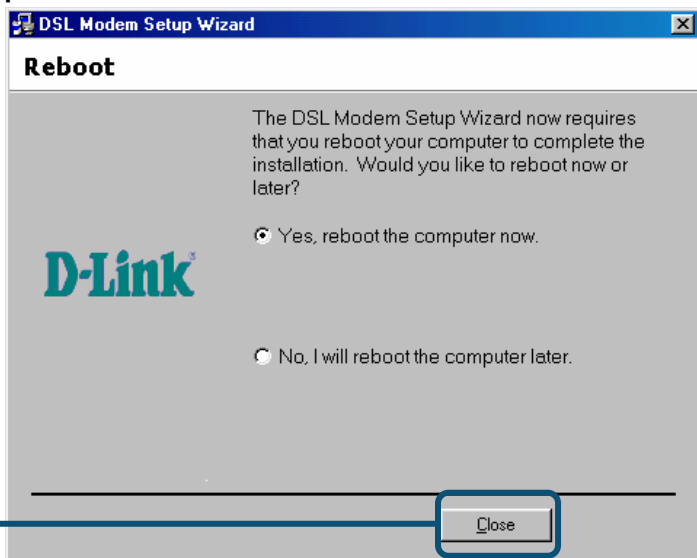 DSL Modem Setup Wizard
Reboot
The DSL Modem Setup Wizard now requires
that you reboot your computer to complete the
installation. Would you like to reboot now or
later?
Yes, reboot the computer now.
D-Link
No, I will reboot the computer later.
Close